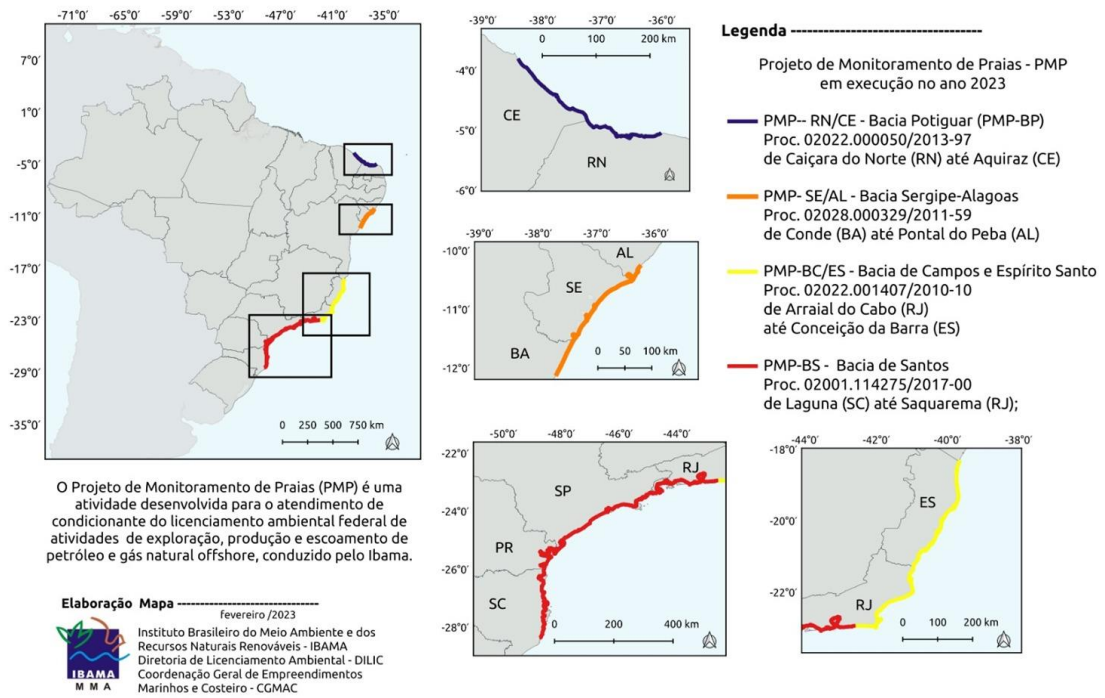 -71°0' -65°0' -59°0' -53°0' -47°0' -41°0' -35°0'
7°0'
1°0'
-5°0'
-11°0'
-17°0'
-23°0'
-29°0'
-35°0'
0 250 500 750 km
-39°0' -38°0' -37°0' -36°0'
0 100 200 km
-4°0'
-5°0'
-6°0'
CE
RN
-39°0' -38°0' -37°0' -36°0'
-10°0'
-11°0'
-12°0'
AL
SE
BA
0 50 100 km
Legenda ----------------------------------
Projeto de Monitoramento de Praias - PMP
em execução no ano 2023
PMP-- RN/CE - Bacia Potiguar (PMP-BP)
Proc. 02022.000050/2013-97
de Caiçara do Norte (RN) até Aquiraz (CE)
PMP- SE/AL - Bacia Sergipe-Alagoas
Proc. 02028.000329/2011-59
de Conde (BA) até Pontal do Peba (AL)
PMP-BC/ES - Bacia de Campos e Espírito Santo
Proc. 02022.001407/2010-10
de Arraial do Cabo (RJ)
até Conceição da Barra (ES)
PMP-BS - Bacia de Santos
Proc. 02001.114275/2017-00
de Laguna (SC) até Saquarema (RJ);
-50°0' -48°0' -46°0' -44°0'
-22°0'
-24°0'
-26°0'
-28°0'
RJ
SP
PR
SC
0 200 400 km
-44°0' -42°0' -40°0' -38°0'
-18°0'
-20°0'
-22°0'
ES
RJ
0 100 200 km
O Projeto de Monitoramento de Praias (PMP) é uma
atividade desenvolvida para o atendimento de
condicionante do licenciamento ambiental federal de
atividades de exploração, produção e escoamento de
petróleo e gás natural offshore, conduzido pelo Ibama.
Elaboração Mapa --------------------------
fevereiro /2023
IBAMA
M M A
Instituto Brasileiro do Meio Ambiente e dos
Recursos Naturais Renováveis - IBAMA
Diretoria de Licenciamento Ambiental - DILIC
Coordenação Geral de Empreendimentos
Marinhos e Costeiro - CGMAC